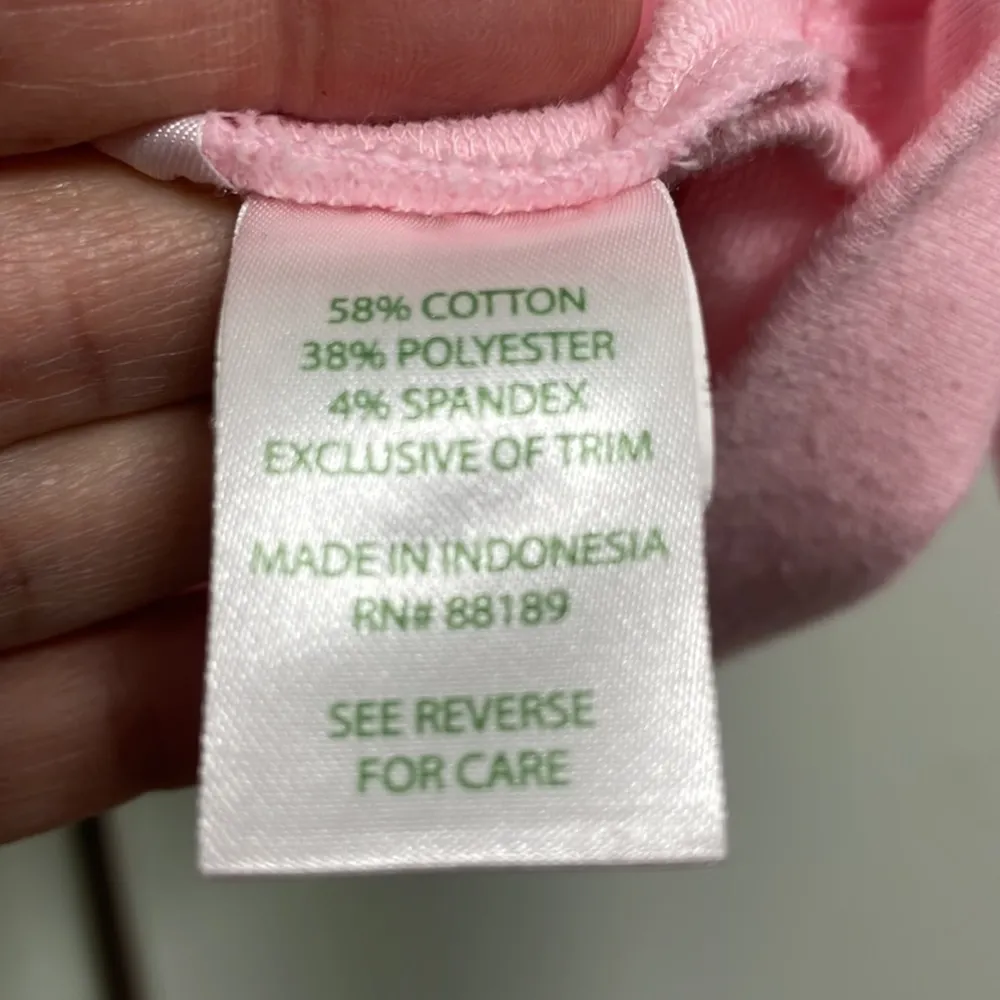 58% COTTON
38% POLYESTER
4% SPANDEX
EXCLUSIVE OF TRIM
MADE IN INDONESIA
RN# 88189
SEE REVERSE
FOR CARE